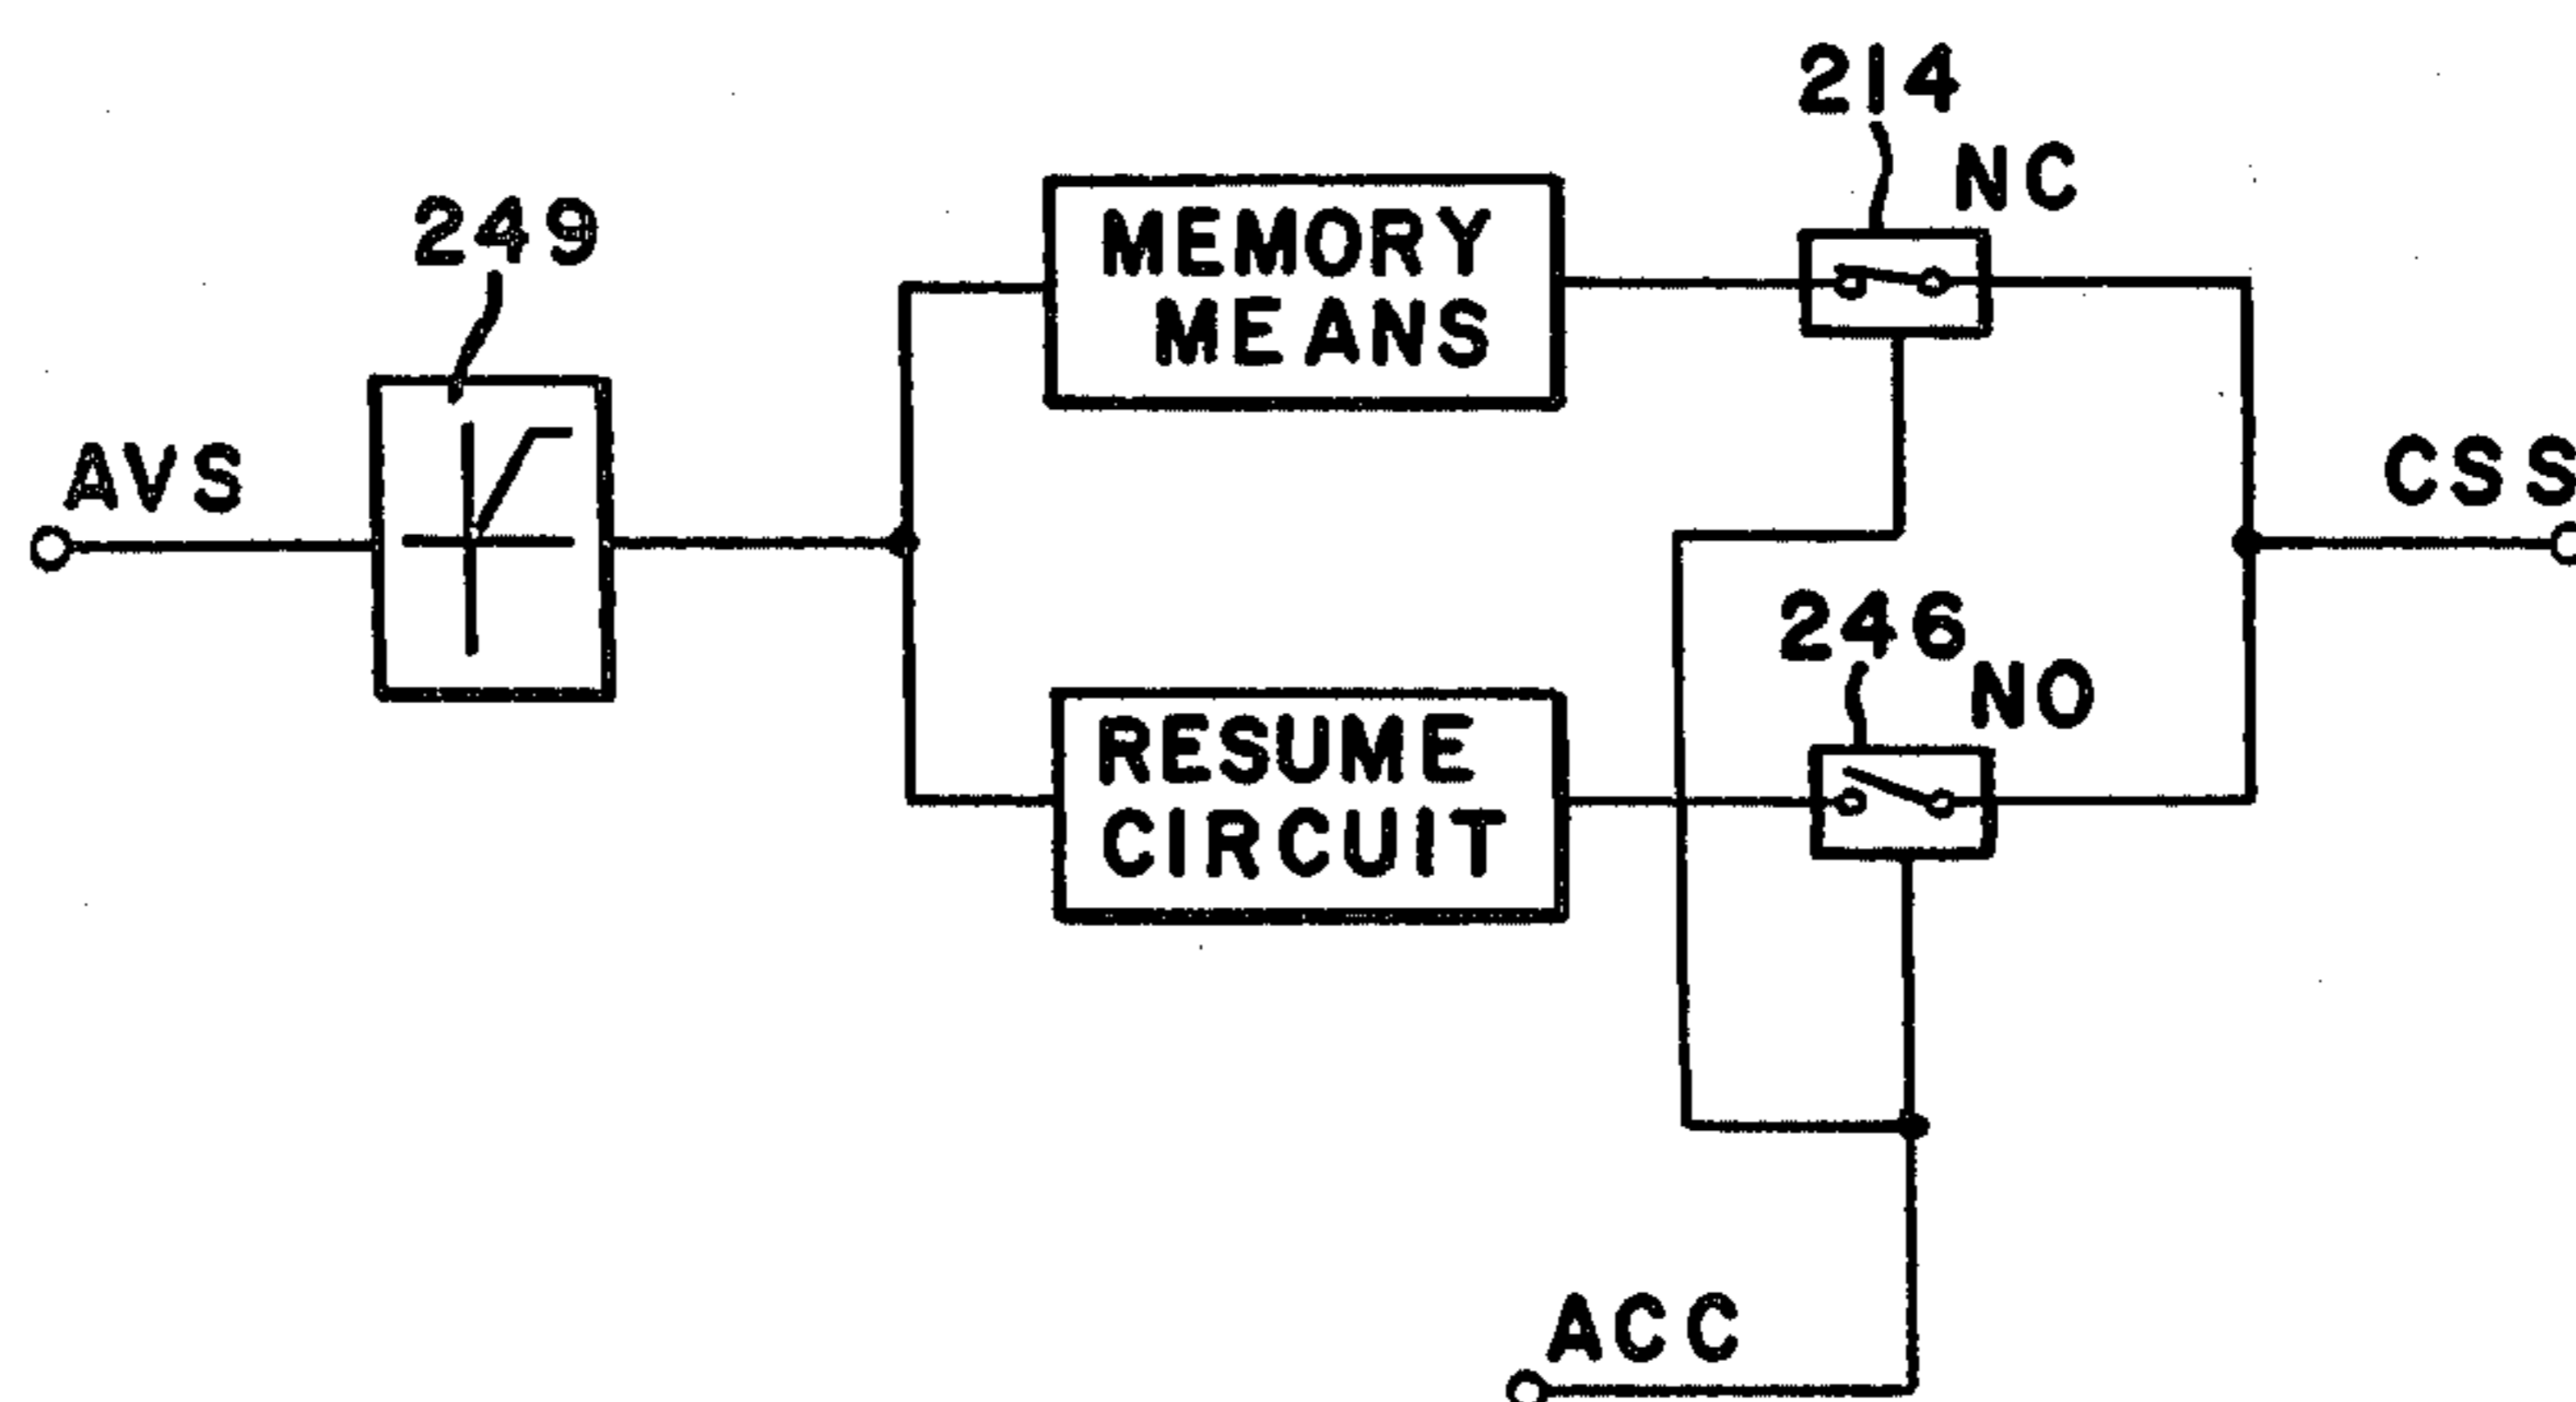 214
NC
249
MEMORY
MEANS
AVS
CSS
246
NO
RESUME
CIRCUIT
ACC